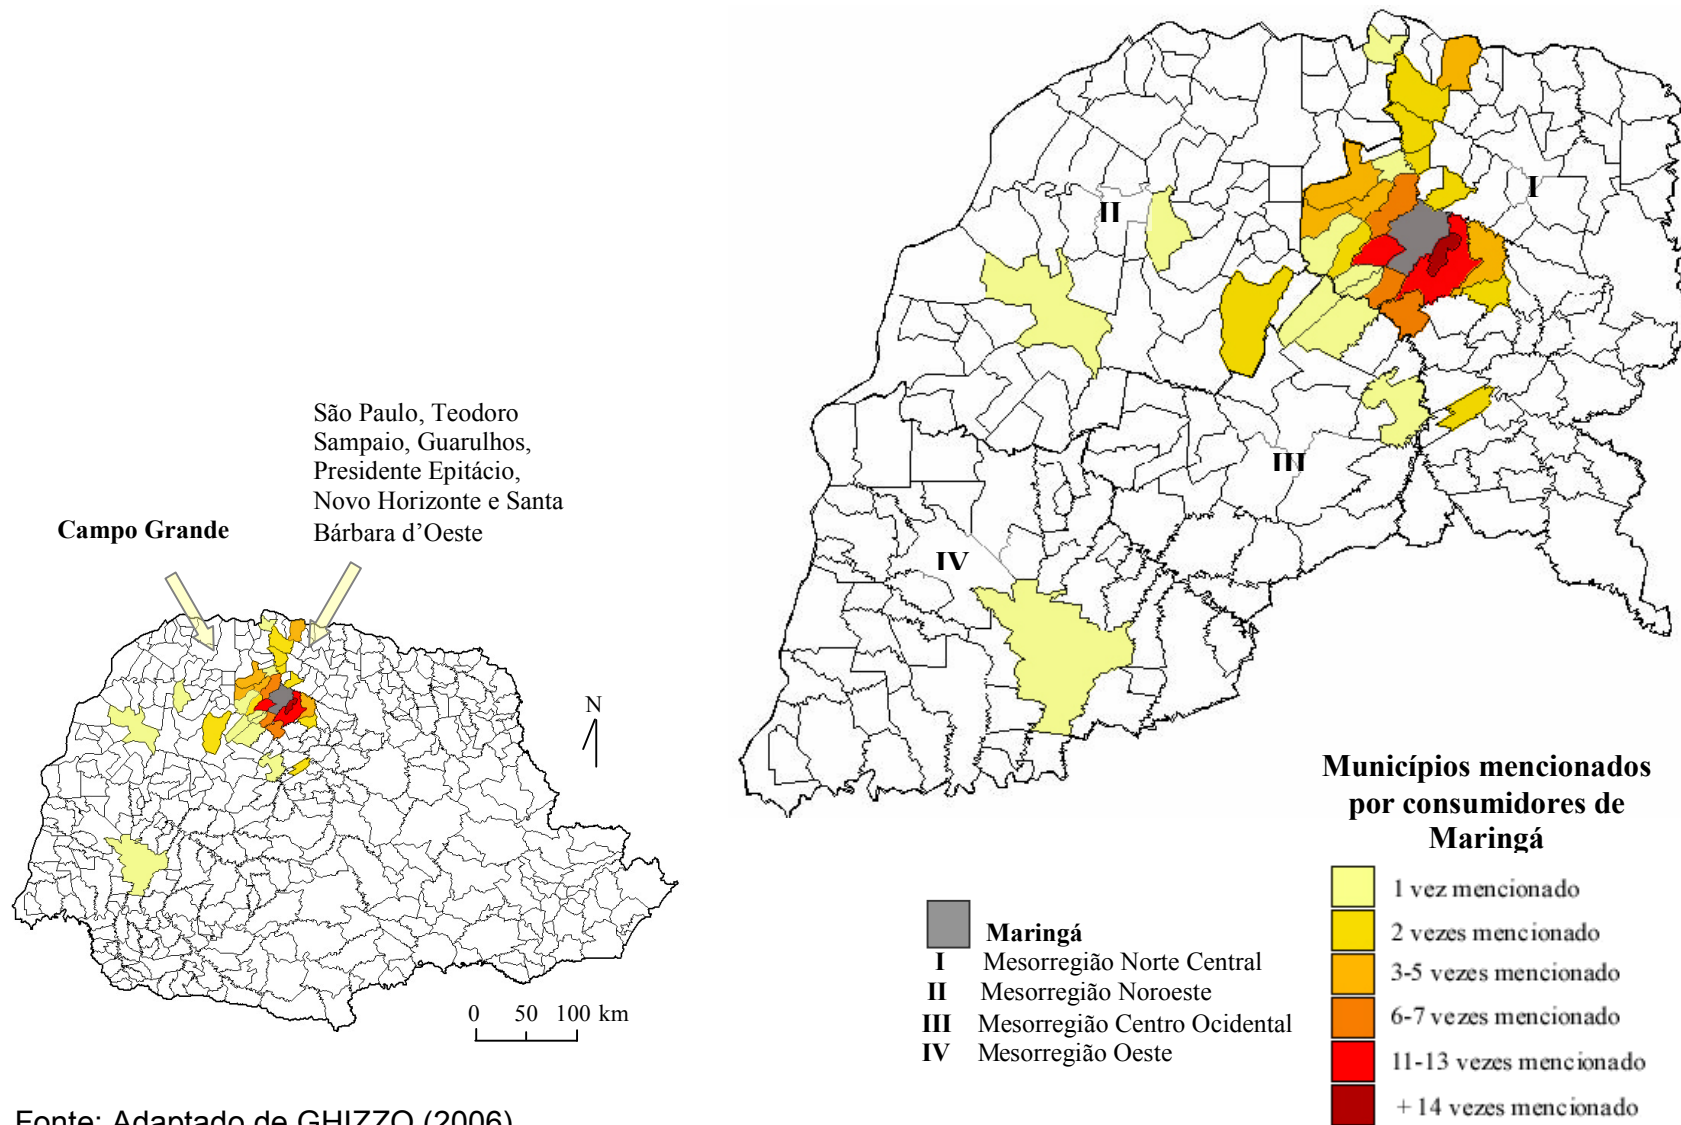 São Paulo, Teodoro
Sampaio, Guarulhos,
Presidente Epitácio,
Novo Horizonte e Santa
Bárbara d’Oeste
Campo Grande
N
0 50 100 km
I
II
III
IV
Municípios mencionados
por consumidores de
Maringá
1 vez mencionado
2 vezes mencionado
3-5 vezes mencionado
6-7 vezes mencionado
11-13 vezes mencionado
+ 14 vezes mencionado
Maringá
I Mesorregião Norte Central
II Mesorregião Noroeste
III Mesorregião Centro Ocidental
IV Mesorregião Oeste
Fonte: Adaptado de GHIZZO (2006)